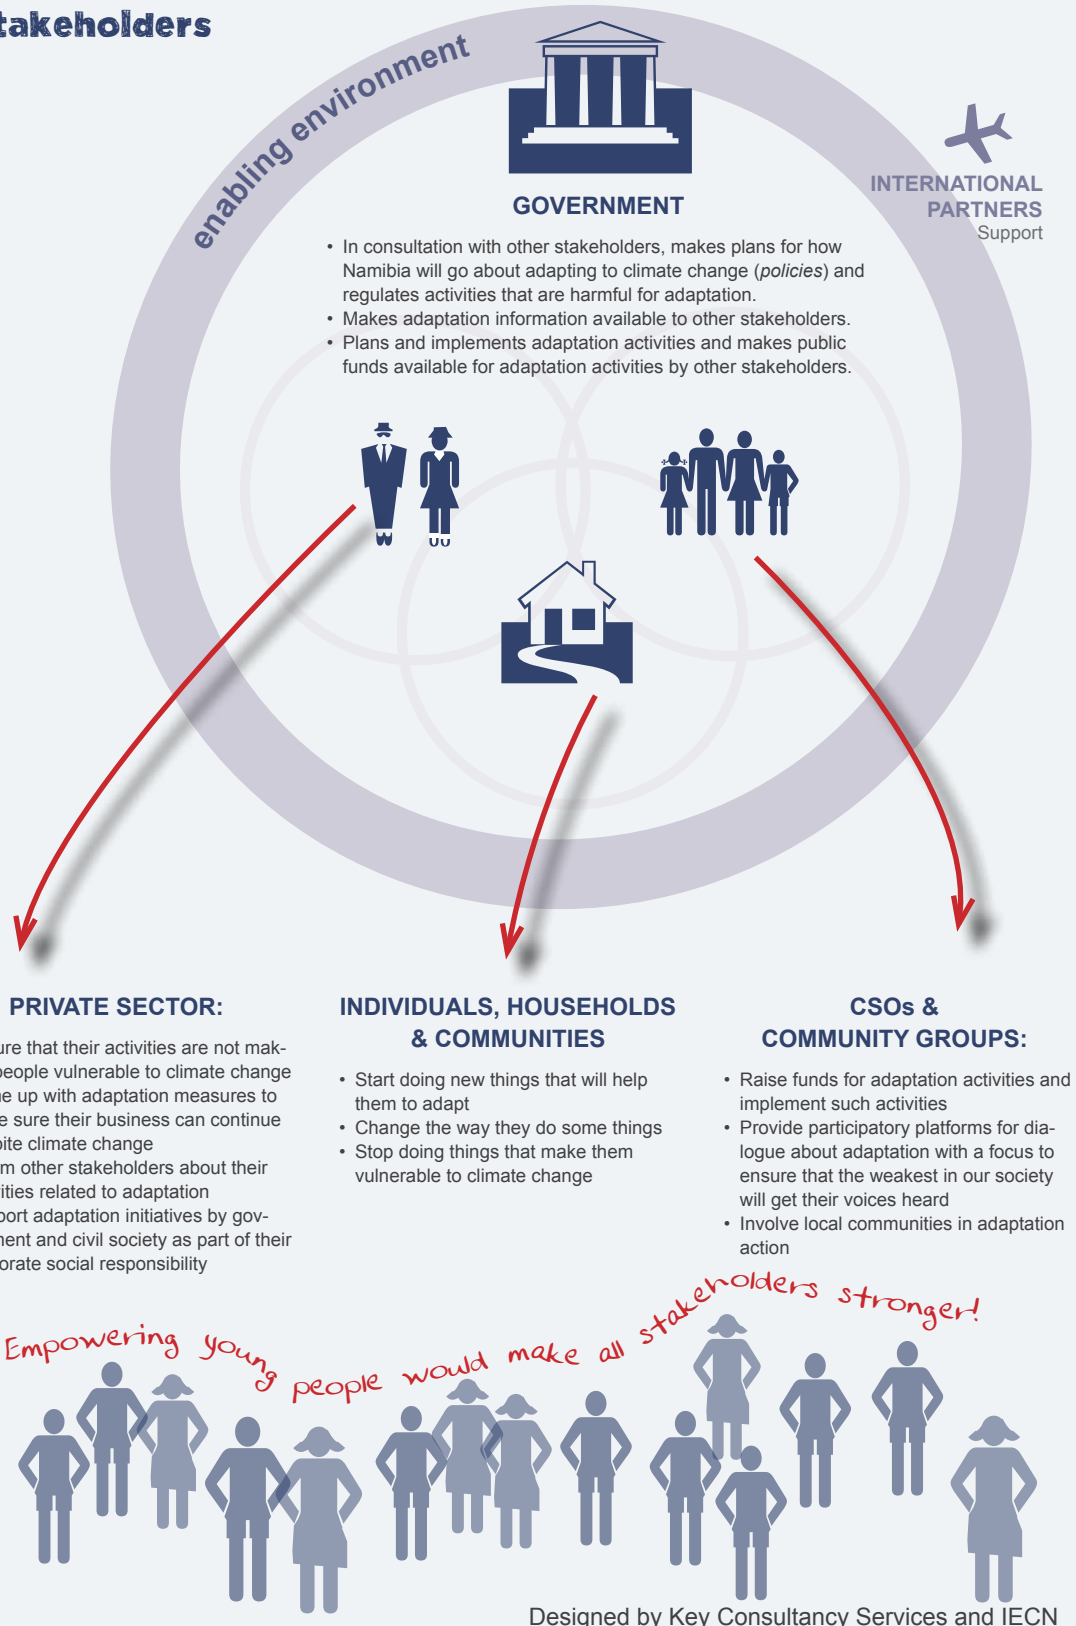 takeholders
enabling environment
INTERNATIONAL
PARTNERS
Support
GOVERNMENT
• In consultation with other stakeholders, makes plans for how
Namibia will go about adapting to climate change (policies) and
regulates activities that are harmful for adaptation.
• Makes adaptation information available to other stakeholders.
• Plans and implements adaptation activities and makes public
funds available for adaptation activities by other stakeholders.
PRIVATE SECTOR:
ure that their activities are not mak-
people vulnerable to climate change
e up with adaptation measures to
e sure their business can continue
ite climate change
m other stakeholders about their
ities related to adaptation
port adaptation initiatives by gov-
ment and civil society as part of their
orate social responsibility
INDIVIDUALS, HOUSEHOLDS
& COMMUNITIES
• Start doing new things that will help
them to adapt
• Change the way they do some things
• Stop doing things that make them
vulnerable to climate change
CSOs &
COMMUNITY GROUPS:
• Raise funds for adaptation activities and
implement such activities
• Provide participatory platforms for dia-
logue about adaptation with a focus to
ensure that the weakest in our society
will get their voices heard
• Involve local communities in adaptation
action
Empowering young people would make all stakeholders stronger!
Designed by Key Consultancy Services and IECN